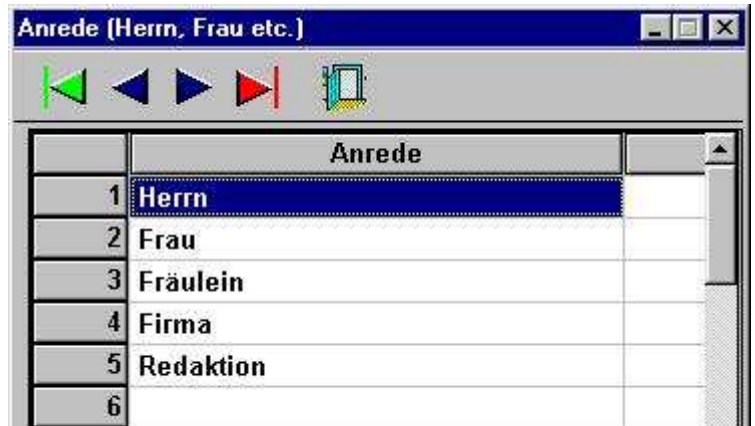 Anrede (Herrn, Frau etc.)
Anrede
1 Herrn
2 Frau
3 Fräulein
4 Firma
5 Redaktion
6